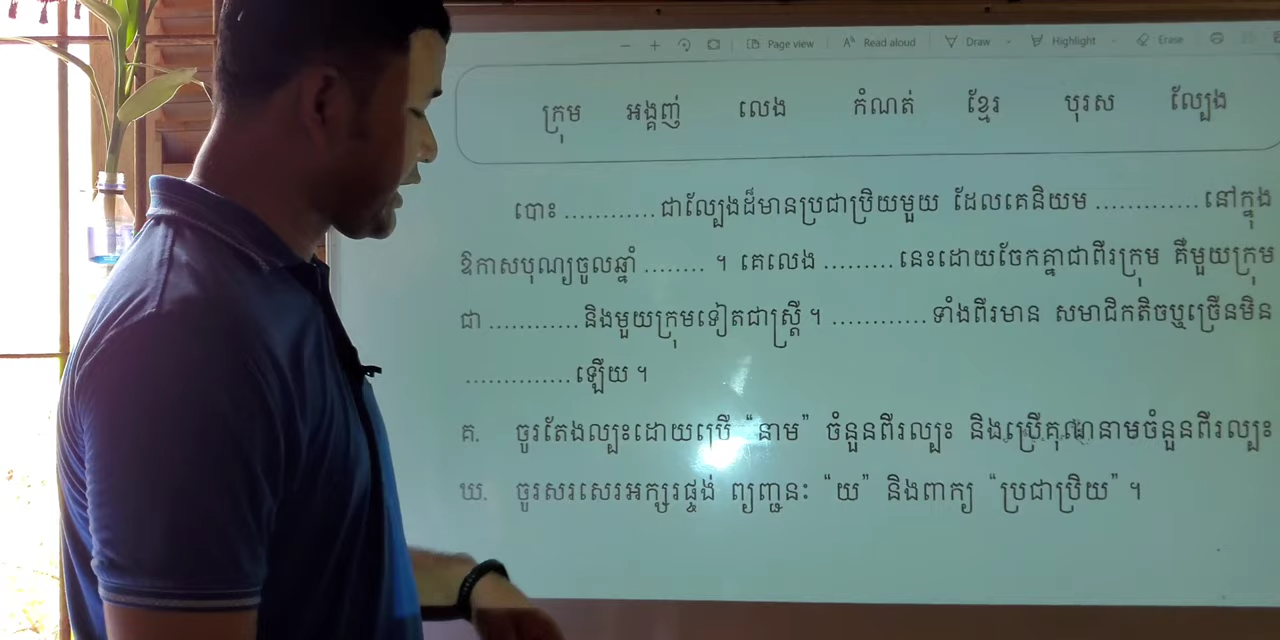 Page view Read aloud Draw Highlight Erase
ក្រុម អង្គញ់ លេង កំណត់ ខ្មែរ បុរស ល្បែង
បោះ ............ ជាល្បែងដ៏មានប្រជាប្រិយមួយ ដែលគេនិយម ............. នៅក្នុង
ឱកាសបុណ្យចូលឆ្នាំ ........ ។ គេលេង ......... នេះដោយចែកគ្នាជាពីរក្រុម គឺមួយក្រុម
ជា ............ និងមួយក្រុមទៀតជាស្ត្រី ។ ............ ទាំងពីរមាន សមាជិកតិចឬច្រើនមិន
.............. ឡើយ ។
គ. ចូរតែងល្បះដោយប្រើ “នាម” ចំនួនពីរល្បះ និងប្រើគុណនាមចំនួនពីរល្បះ
ឃ. ចូរសរសេរអក្សរផ្ចង់ ព្យញ្ជនៈ “យ” និងពាក្យ “ប្រជាប្រិយ” ។